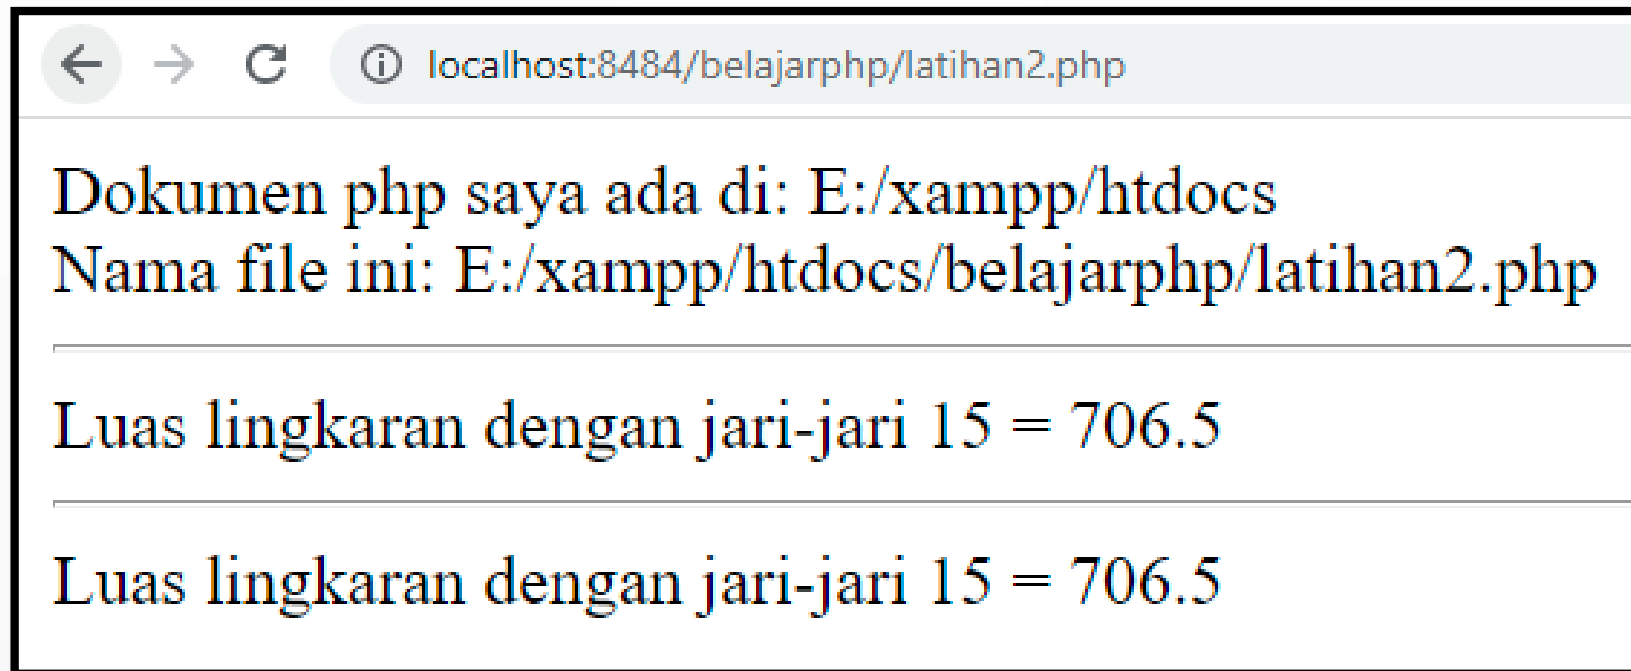 localhost:8484/belajarphp/latihan2.php
Dokumen php saya ada di: E:/xampp/htdocs
Nama file ini: E:/xampp/htdocs/belajarphp/latihan2.php
Luas lingkaran dengan jari-jari 15 = 706.5
Luas lingkaran dengan jari-jari 15 = 706.5